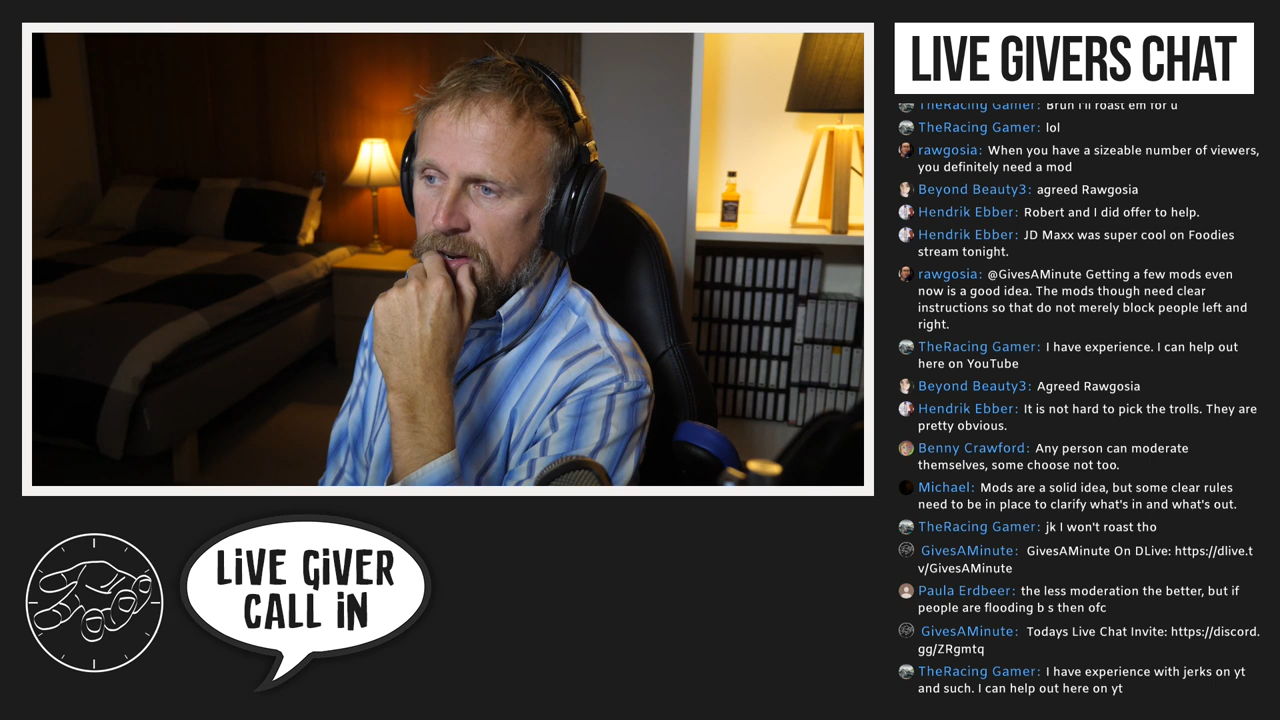 LIVE GIVERS CHAT
TheRacing Gamer: Bruh I'll roast em for u
TheRacing Gamer: lol
rawgosia: When you have a sizeable number of viewers,
you definitely need a mod
Beyond Beauty3: agreed Rawgosia
Hendrik Ebber: Robert and I did offer to help.
Hendrik Ebber: JD Maxx was super cool on Foodies
stream tonight.
rawgosia: @GivesAMinute Getting a few mods even
now is a good idea. The mods though need clear
instructions so that do not merely block people left and
right.
TheRacing Gamer: I have experience. I can help out
here on YouTube
Beyond Beauty3: Agreed Rawgosia
Hendrik Ebber: It is not hard to pick the trolls. They are
pretty obvious.
Benny Crawford: Any person can moderate
themselves, some choose not too.
Michael: Mods are a solid idea, but some clear rules
need to be in place to clarify what's in and what's out.
TheRacing Gamer: jk I won't roast tho
GivesAMinute: GivesAMinute On DLive: https://dlive.t
v/GivesAMinute
Paula Erdbeer: the less moderation the better, but if
people are flooding b s then ofc
GivesAMinute: Todays Live Chat Invite: https://discord.
gg/ZRgmtq
TheRacing Gamer: I have experience with jerks on yt
and such. I can help out here on yt
LiVE GiVER
CALL iN